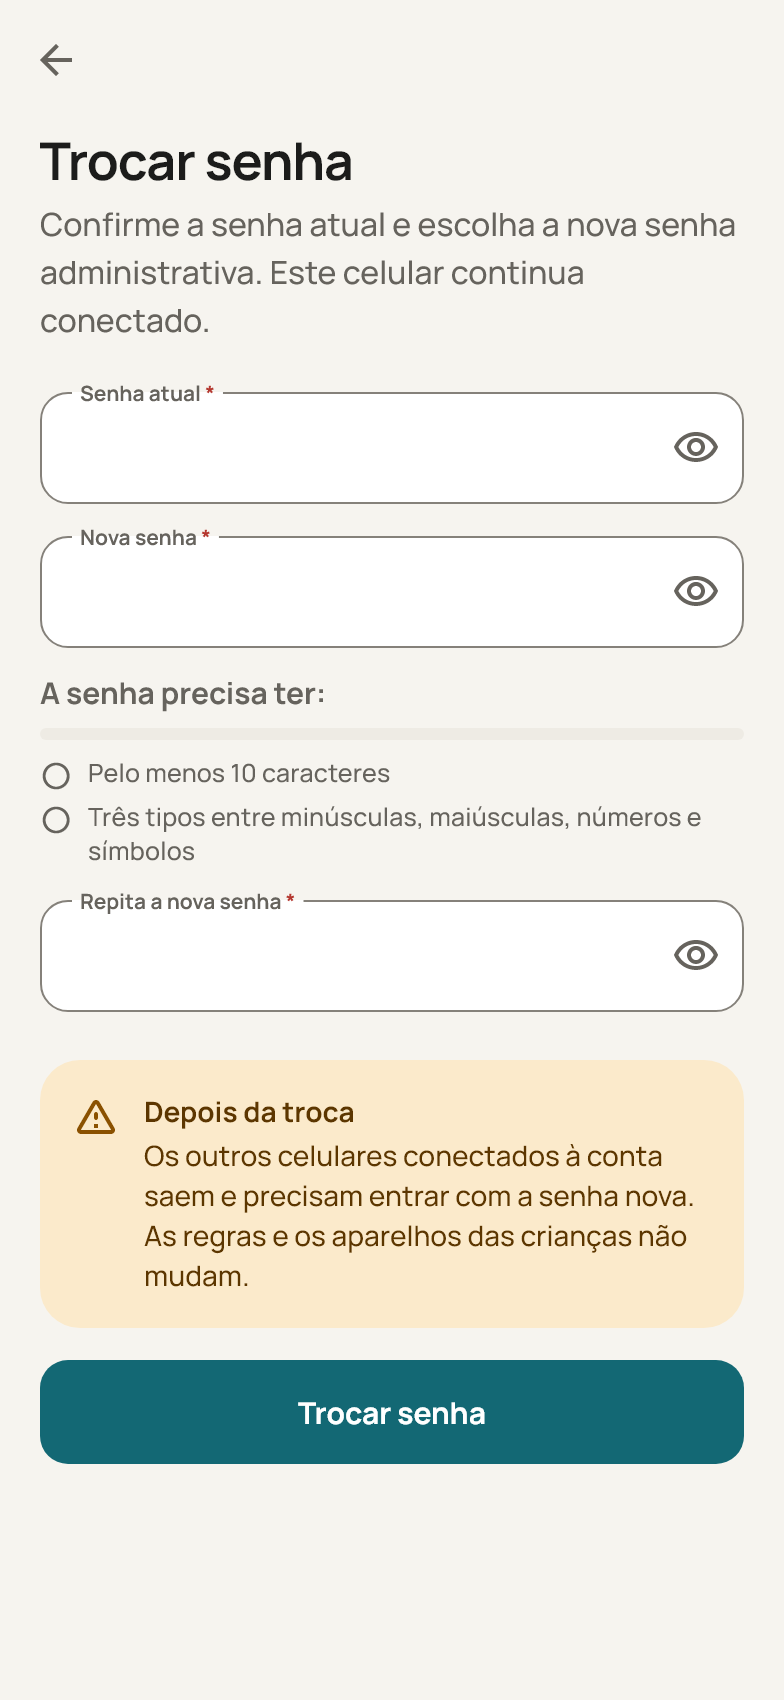 Trocar senha
Confirme a senha atual e escolha a nova senha
administrativa. Este celular continua
conectado.
Senha atual *
Nova senha *
A senha precisa ter:
Pelo menos 10 caracteres
Três tipos entre minúsculas, maiúsculas, números e
símbolos
Repita a nova senha *
Depois da troca
Os outros celulares conectados à conta
saem e precisam entrar com a senha nova.
As regras e os aparelhos das crianças não
mudam.
Trocar senha